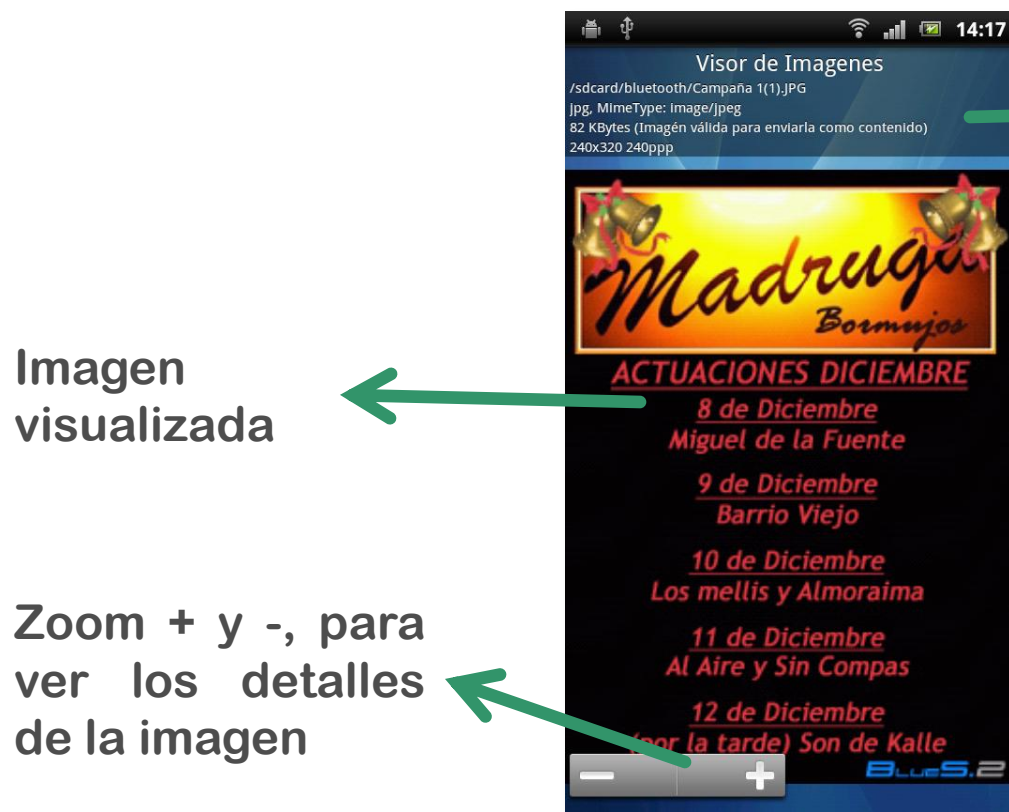 14:17
Visor de Imagenes
/sdcard/bluetooth/Campaña 1(1).JPG
jpg, MimeType: image/jpeg
82 KBytes (Imagén válida para enviarla como contenido)
240x320 240ppp
Madruga
Bormujos
ACTUACIONES DICIEMBRE
8 de Diciembre
Miguel de la Fuente
9 de Diciembre
Barrio Viejo
10 de Diciembre
Los mellis y Almoraima
11 de Diciembre
Al Aire y Sin Compas
12 de Diciembre
(por la tarde) Son de Kalle
BlueS.2
Imagen
visualizada
Zoom + y -, para
ver los detalles
de la imagen